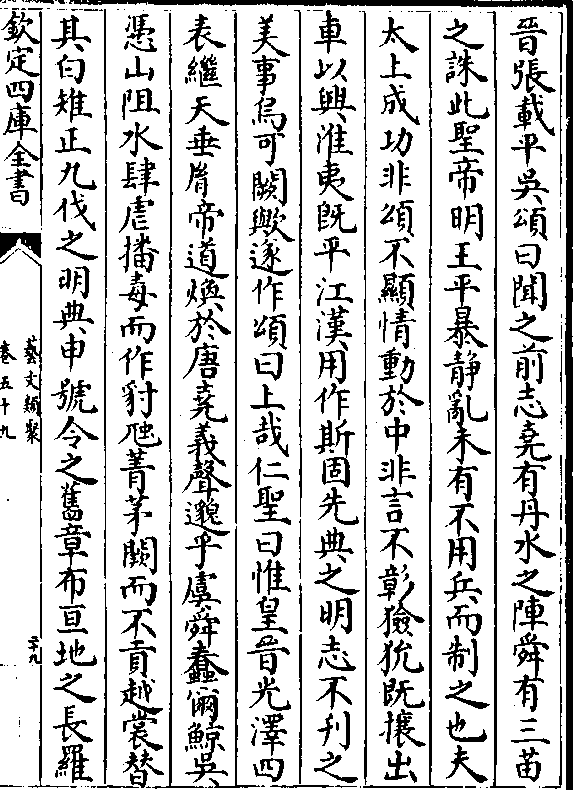 晉張載平吳頌曰聞之前志堯有丹水之陣舜有三苗
之誅此聖帝明王平暴静亂未有不用兵而制之也夫
太上成功非頌不顯情動於中非言不彰獫狁既攘出
車以興淮夷既平江漢用作斯固先典之明志不刋之
美事烏可闕歟遂作頌曰上哉仁聖曰惟皇晉光澤四
表繼天垂胤帝道煥於唐堯義聲邈乎虞舜蠢爾鯨吳
憑山阻水肆虐播毒而作豺虺菁茅闕而不貢越裳替
其白雉正九伐之明典申號令之舊章布亘地之長羅
欽定四庫全書
藝文類聚
卷五十九
二十九